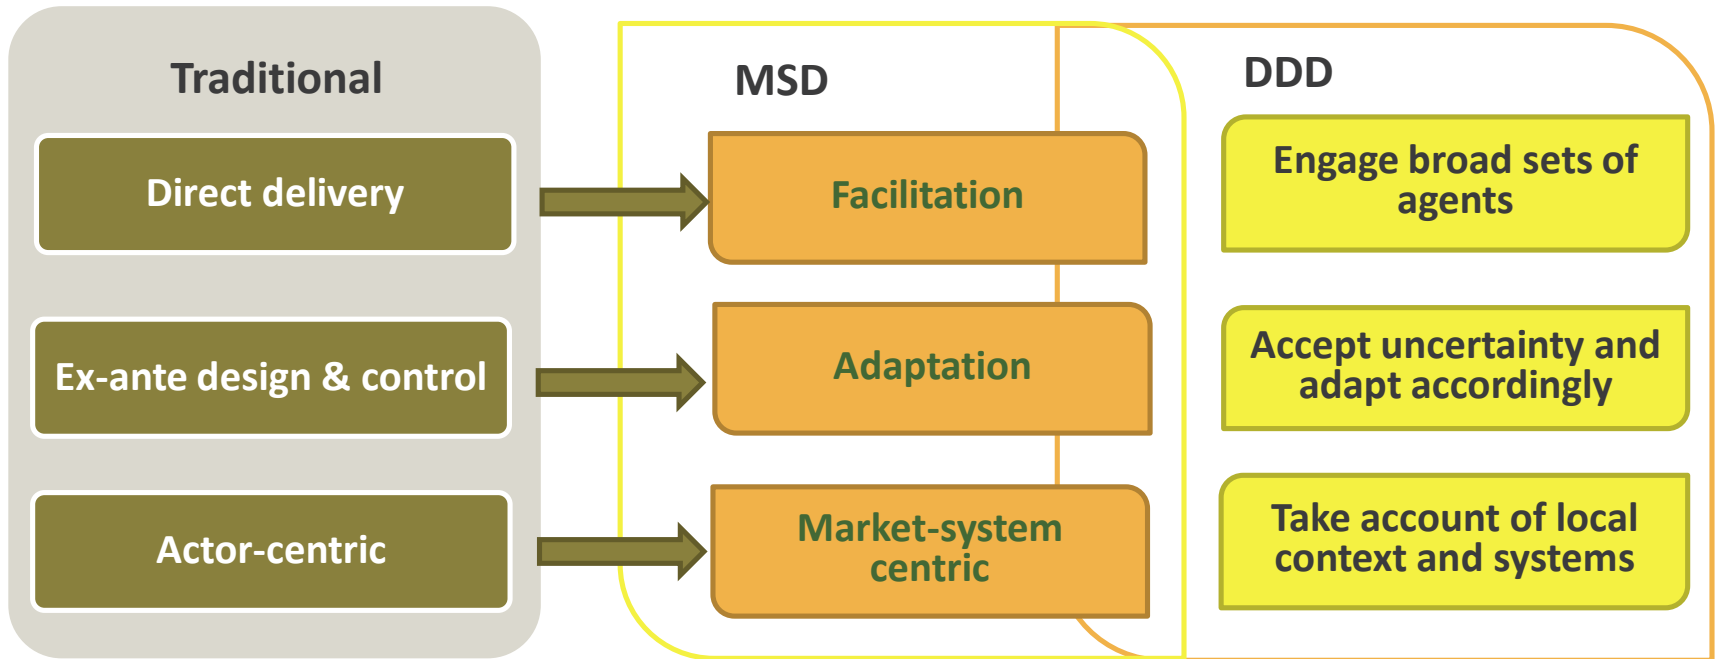 Traditional
MSD
DDD
Direct delivery
Facilitation
Engage broad sets of
agents
Ex-ante design & control
Adaptation
Accept uncertainty and
adapt accordingly
Actor-centric
Market-system
centric
Take account of local
context and systems